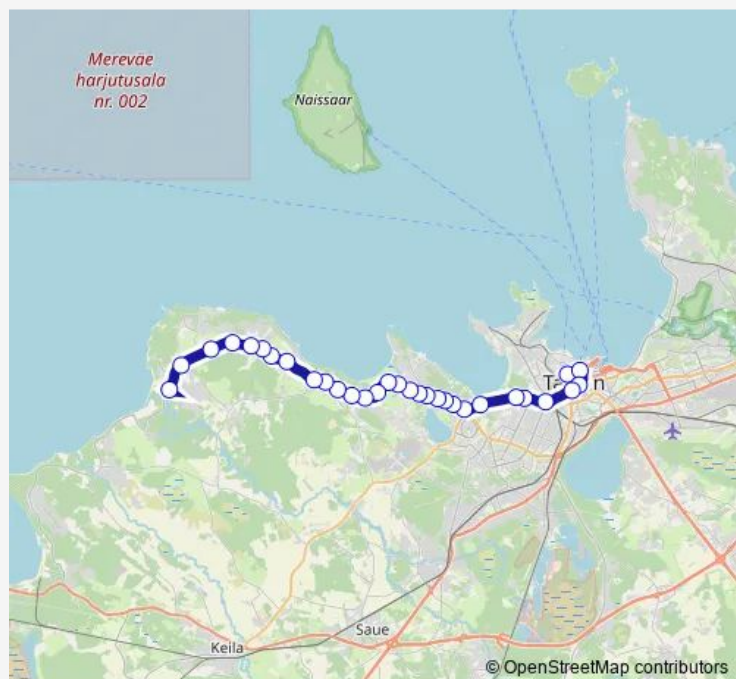 Mereväe
harjutusala
nr. 002
Naissaar
Keila
Saue
© OpenStreetMap contributors